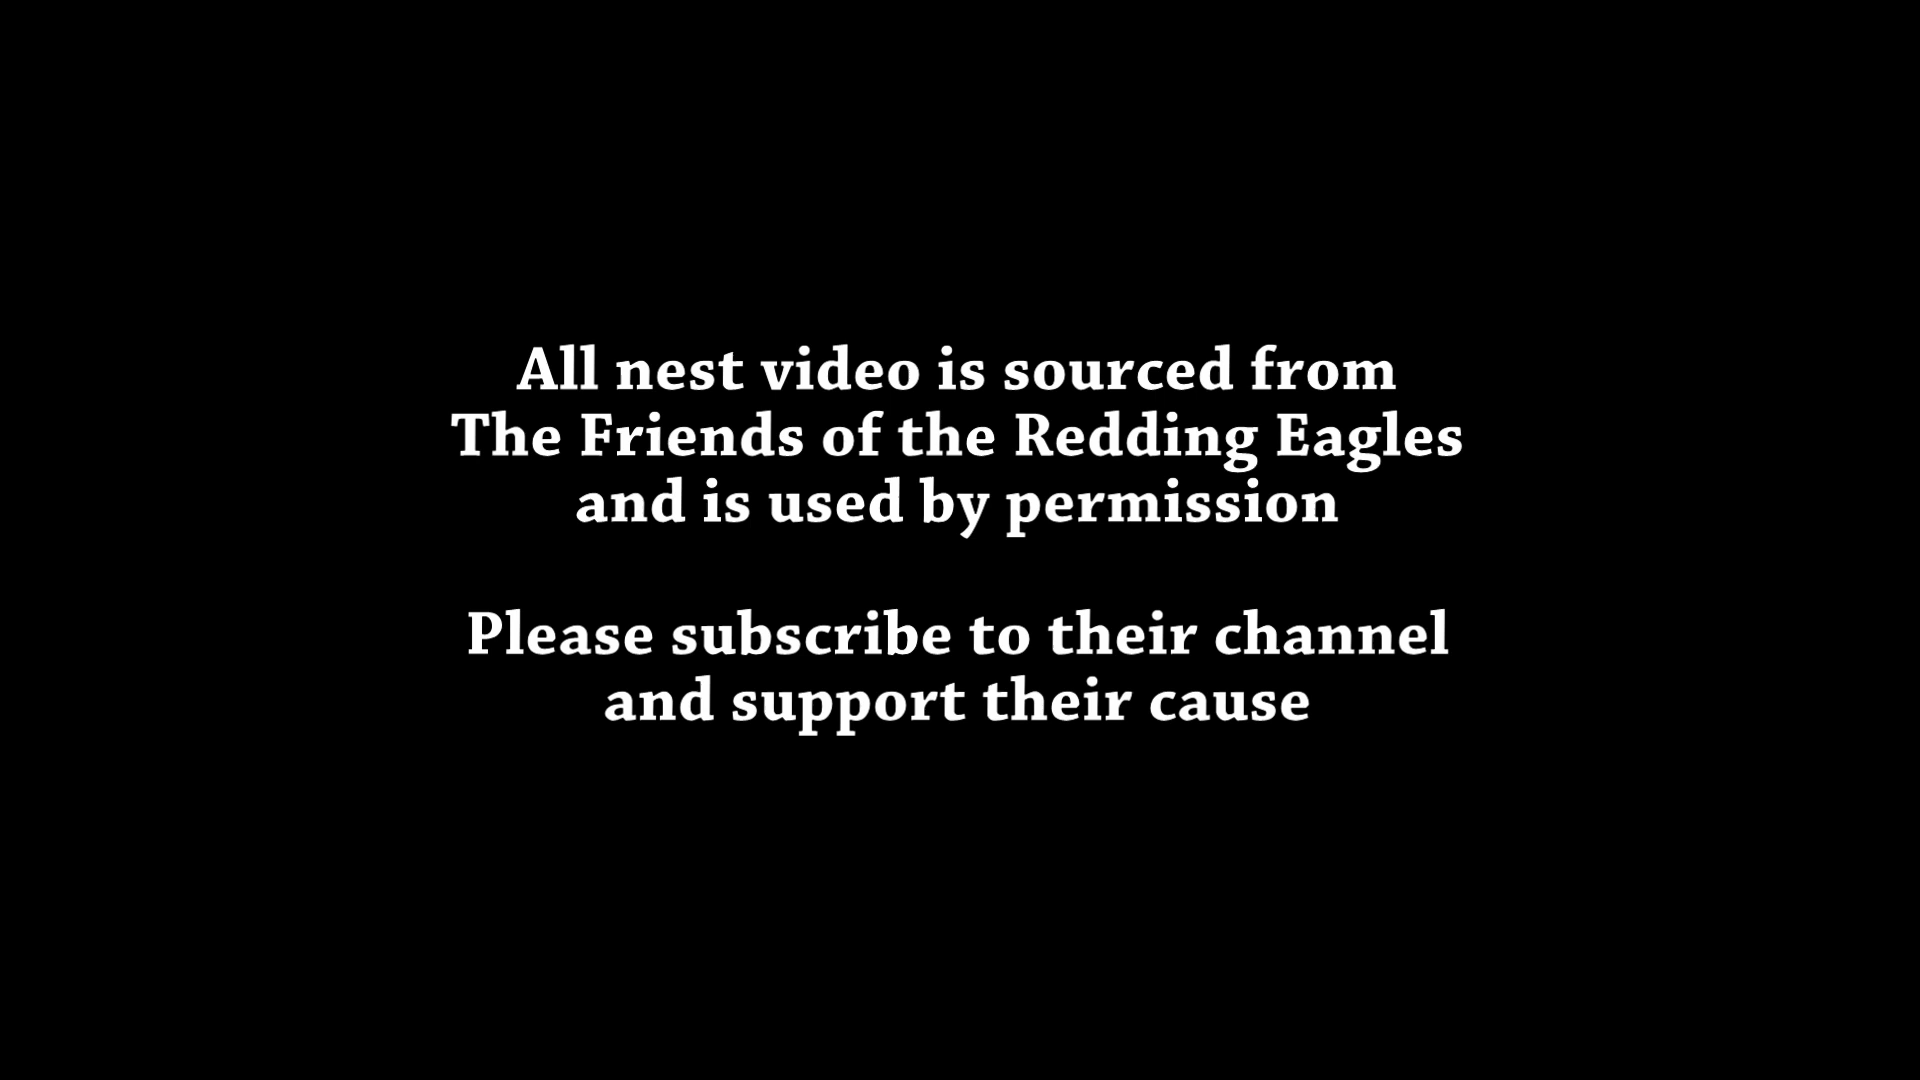 All nest video is sourced from
The Friends of the Redding Eagles
and is used by permission
Please subscribe to their channel
and support their cause